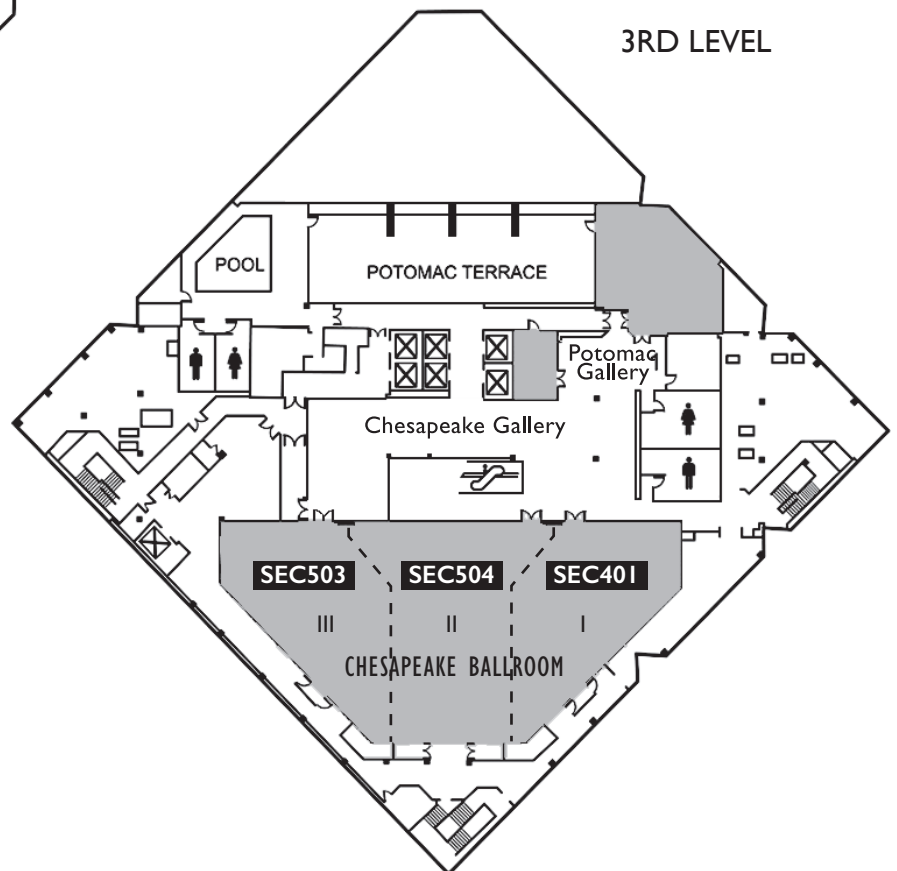 3RD LEVEL
POOL
POTOMAC TERRACE
Potomac
Gallery
Chesapeake Gallery
SEC503
SEC504
SEC401
III
II
I
CHESAPEAKE BALLROOM